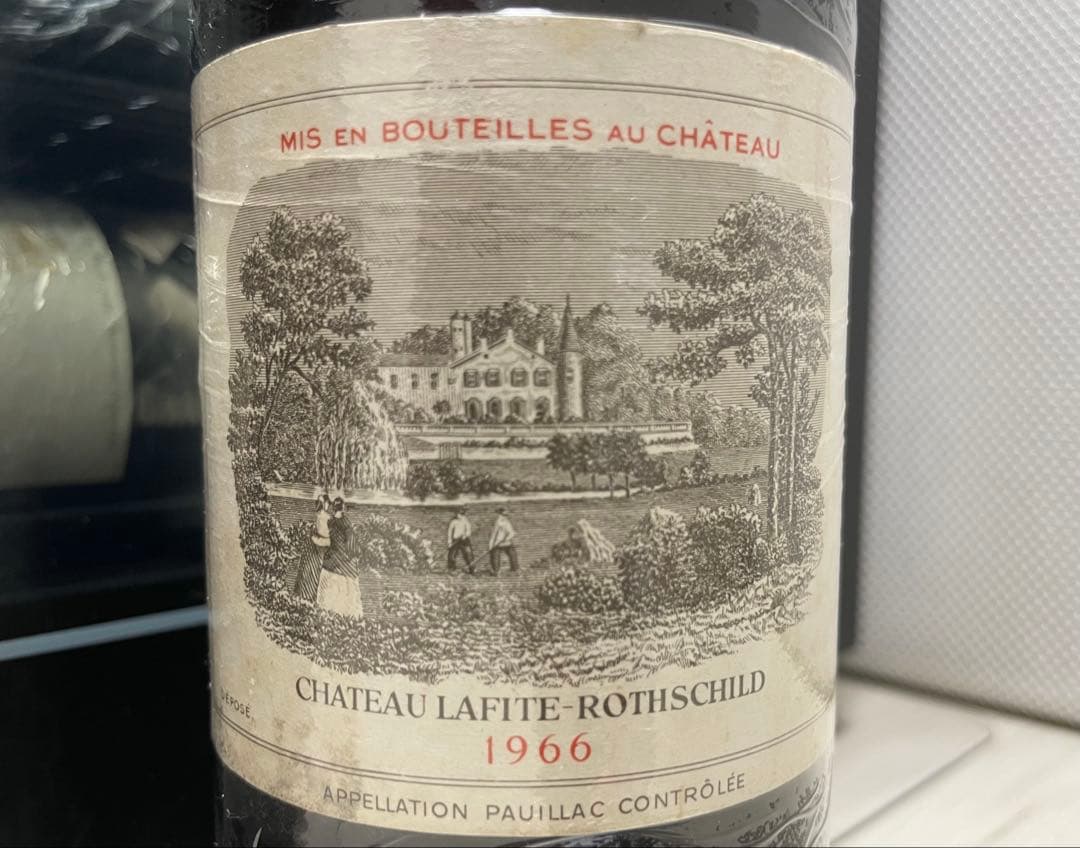 MIS EN BOUTEILLES AU CHÂTEAU
CHATEAU LAFITE-ROTHSCHILD
DÉPOSÉ
1966
APPELLATION PAUILLAC CONTRÔLÉE